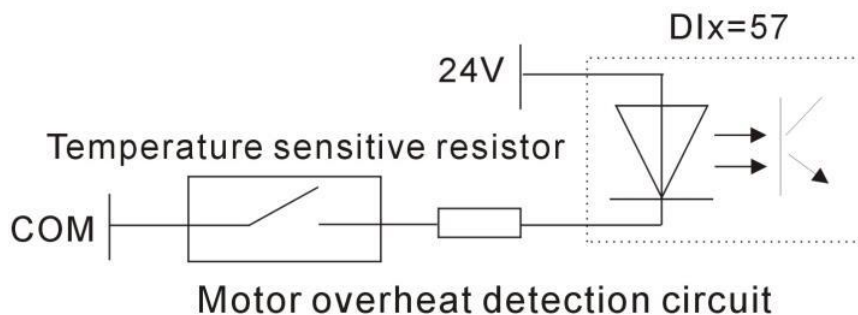 DIx=57
24V
Temperature sensitive resistor
COM
Motor overheat detection circuit